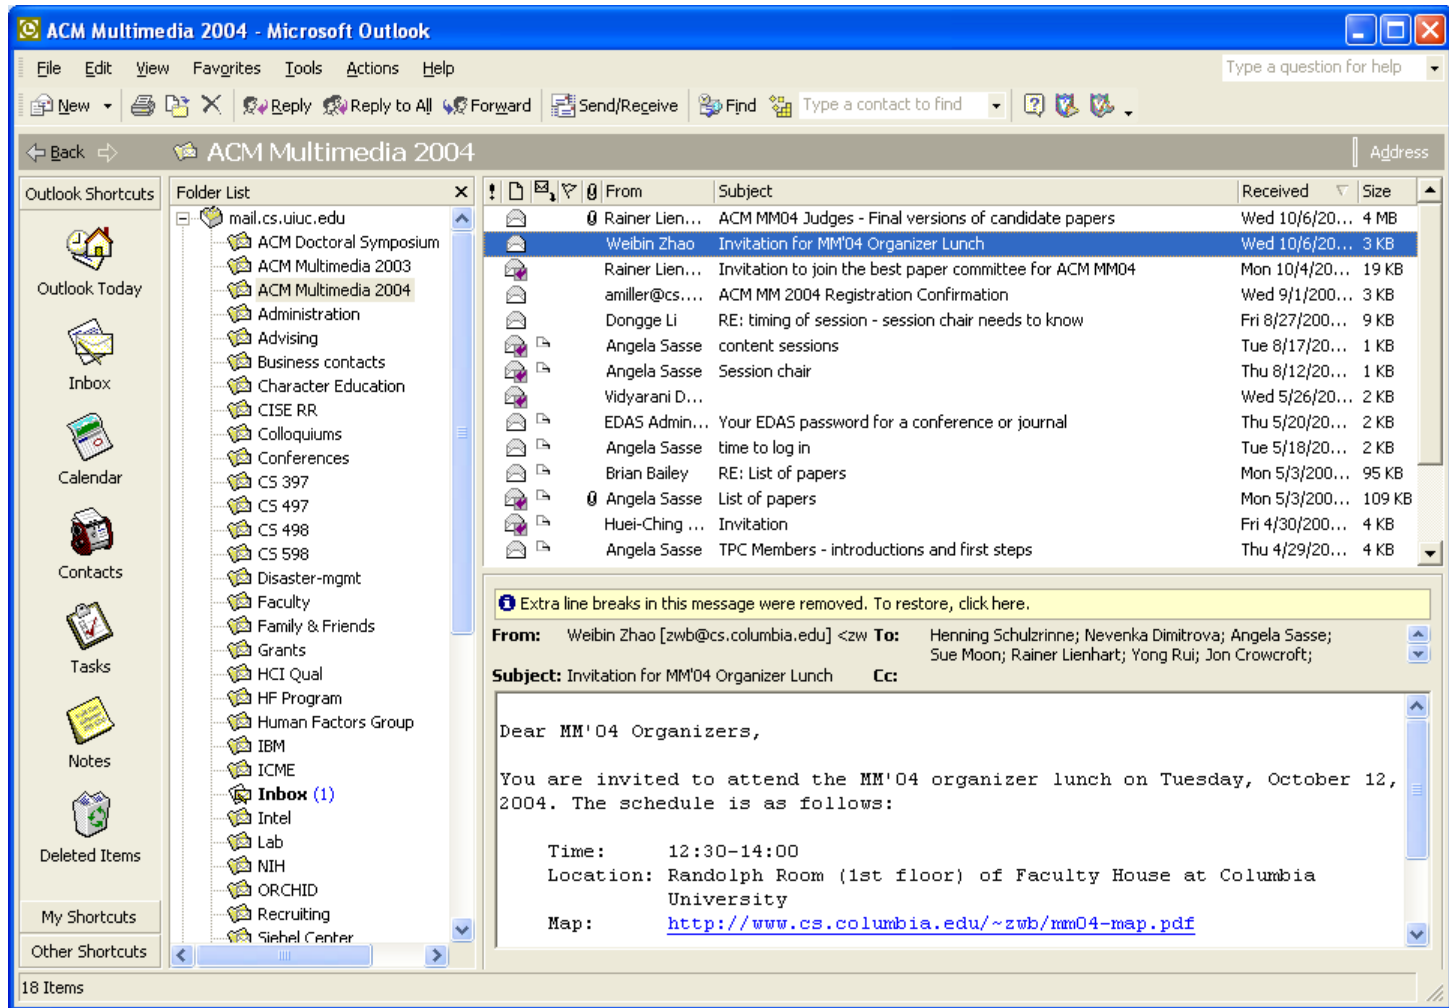 ACM Multimedia 2004 - Microsoft Outlook
File Edit View Favorites Tools Actions Help Type a question for help
New Reply Reply to All Forward Send/Receive Find Type a contact to find
Back ACM Multimedia 2004 Address
Outlook Shortcuts
Outlook Today
Inbox
Calendar
Contacts
Tasks
Notes
Deleted Items
My Shortcuts
Other Shortcuts
Folder List
mail.cs.uiuc.edu
ACM Doctoral Symposium
ACM Multimedia 2003
ACM Multimedia 2004
Administration
Advising
Business contacts
Character Education
CISE RR
Colloquiums
Conferences
CS 397
CS 497
CS 498
CS 598
Disaster-mgmt
Faculty
Family & Friends
Grants
HCI Qual
HF Program
Human Factors Group
IBM
ICME
Inbox (1)
Intel
Lab
NIH
ORCHID
Recruiting
Siebel Center
From Subject Received Size
Rainer Lien... ACM MM04 Judges - Final versions of candidate papers Wed 10/6/20... 4 MB
Weibin Zhao Invitation for MM'04 Organizer Lunch Wed 10/6/20... 3 KB
Rainer Lien... Invitation to join the best paper committee for ACM MM04 Mon 10/4/20... 19 KB
amiller@cs.... ACM MM 2004 Registration Confirmation Wed 9/1/200... 3 KB
Dongge Li RE: timing of session - session chair needs to know Fri 8/27/200... 9 KB
Angela Sasse content sessions Tue 8/17/20... 1 KB
Angela Sasse Session chair Thu 8/12/20... 1 KB
Vidyarani D... Wed 5/26/20... 2 KB
EDAS Admin... Your EDAS password for a conference or journal Thu 5/20/20... 2 KB
Angela Sasse time to log in Tue 5/18/20... 2 KB
Brian Bailey RE: List of papers Mon 5/3/200... 95 KB
Angela Sasse List of papers Mon 5/3/200... 109 KB
Huei-Ching ... Invitation Fri 4/30/200... 4 KB
Angela Sasse TPC Members - introductions and first steps Thu 4/29/20... 4 KB
Extra line breaks in this message were removed. To restore, click here.
From: Weibin Zhao [zwb@cs.columbia.edu] <zw To: Henning Schulzrinne; Nevenka Dimitrova; Angela Sasse;
Sue Moon; Rainer Lienhart; Yong Rui; Jon Crowcroft;
Subject: Invitation for MM'04 Organizer Lunch Cc:
Dear MM'04 Organizers,
You are invited to attend the MM'04 organizer lunch on Tuesday, October 12,
2004. The schedule is as follows:
Time: 12:30-14:00
Location: Randolph Room (1st floor) of Faculty House at Columbia
University
Map: http://www.cs.columbia.edu/~zwb/mm04-map.pdf
18 Items